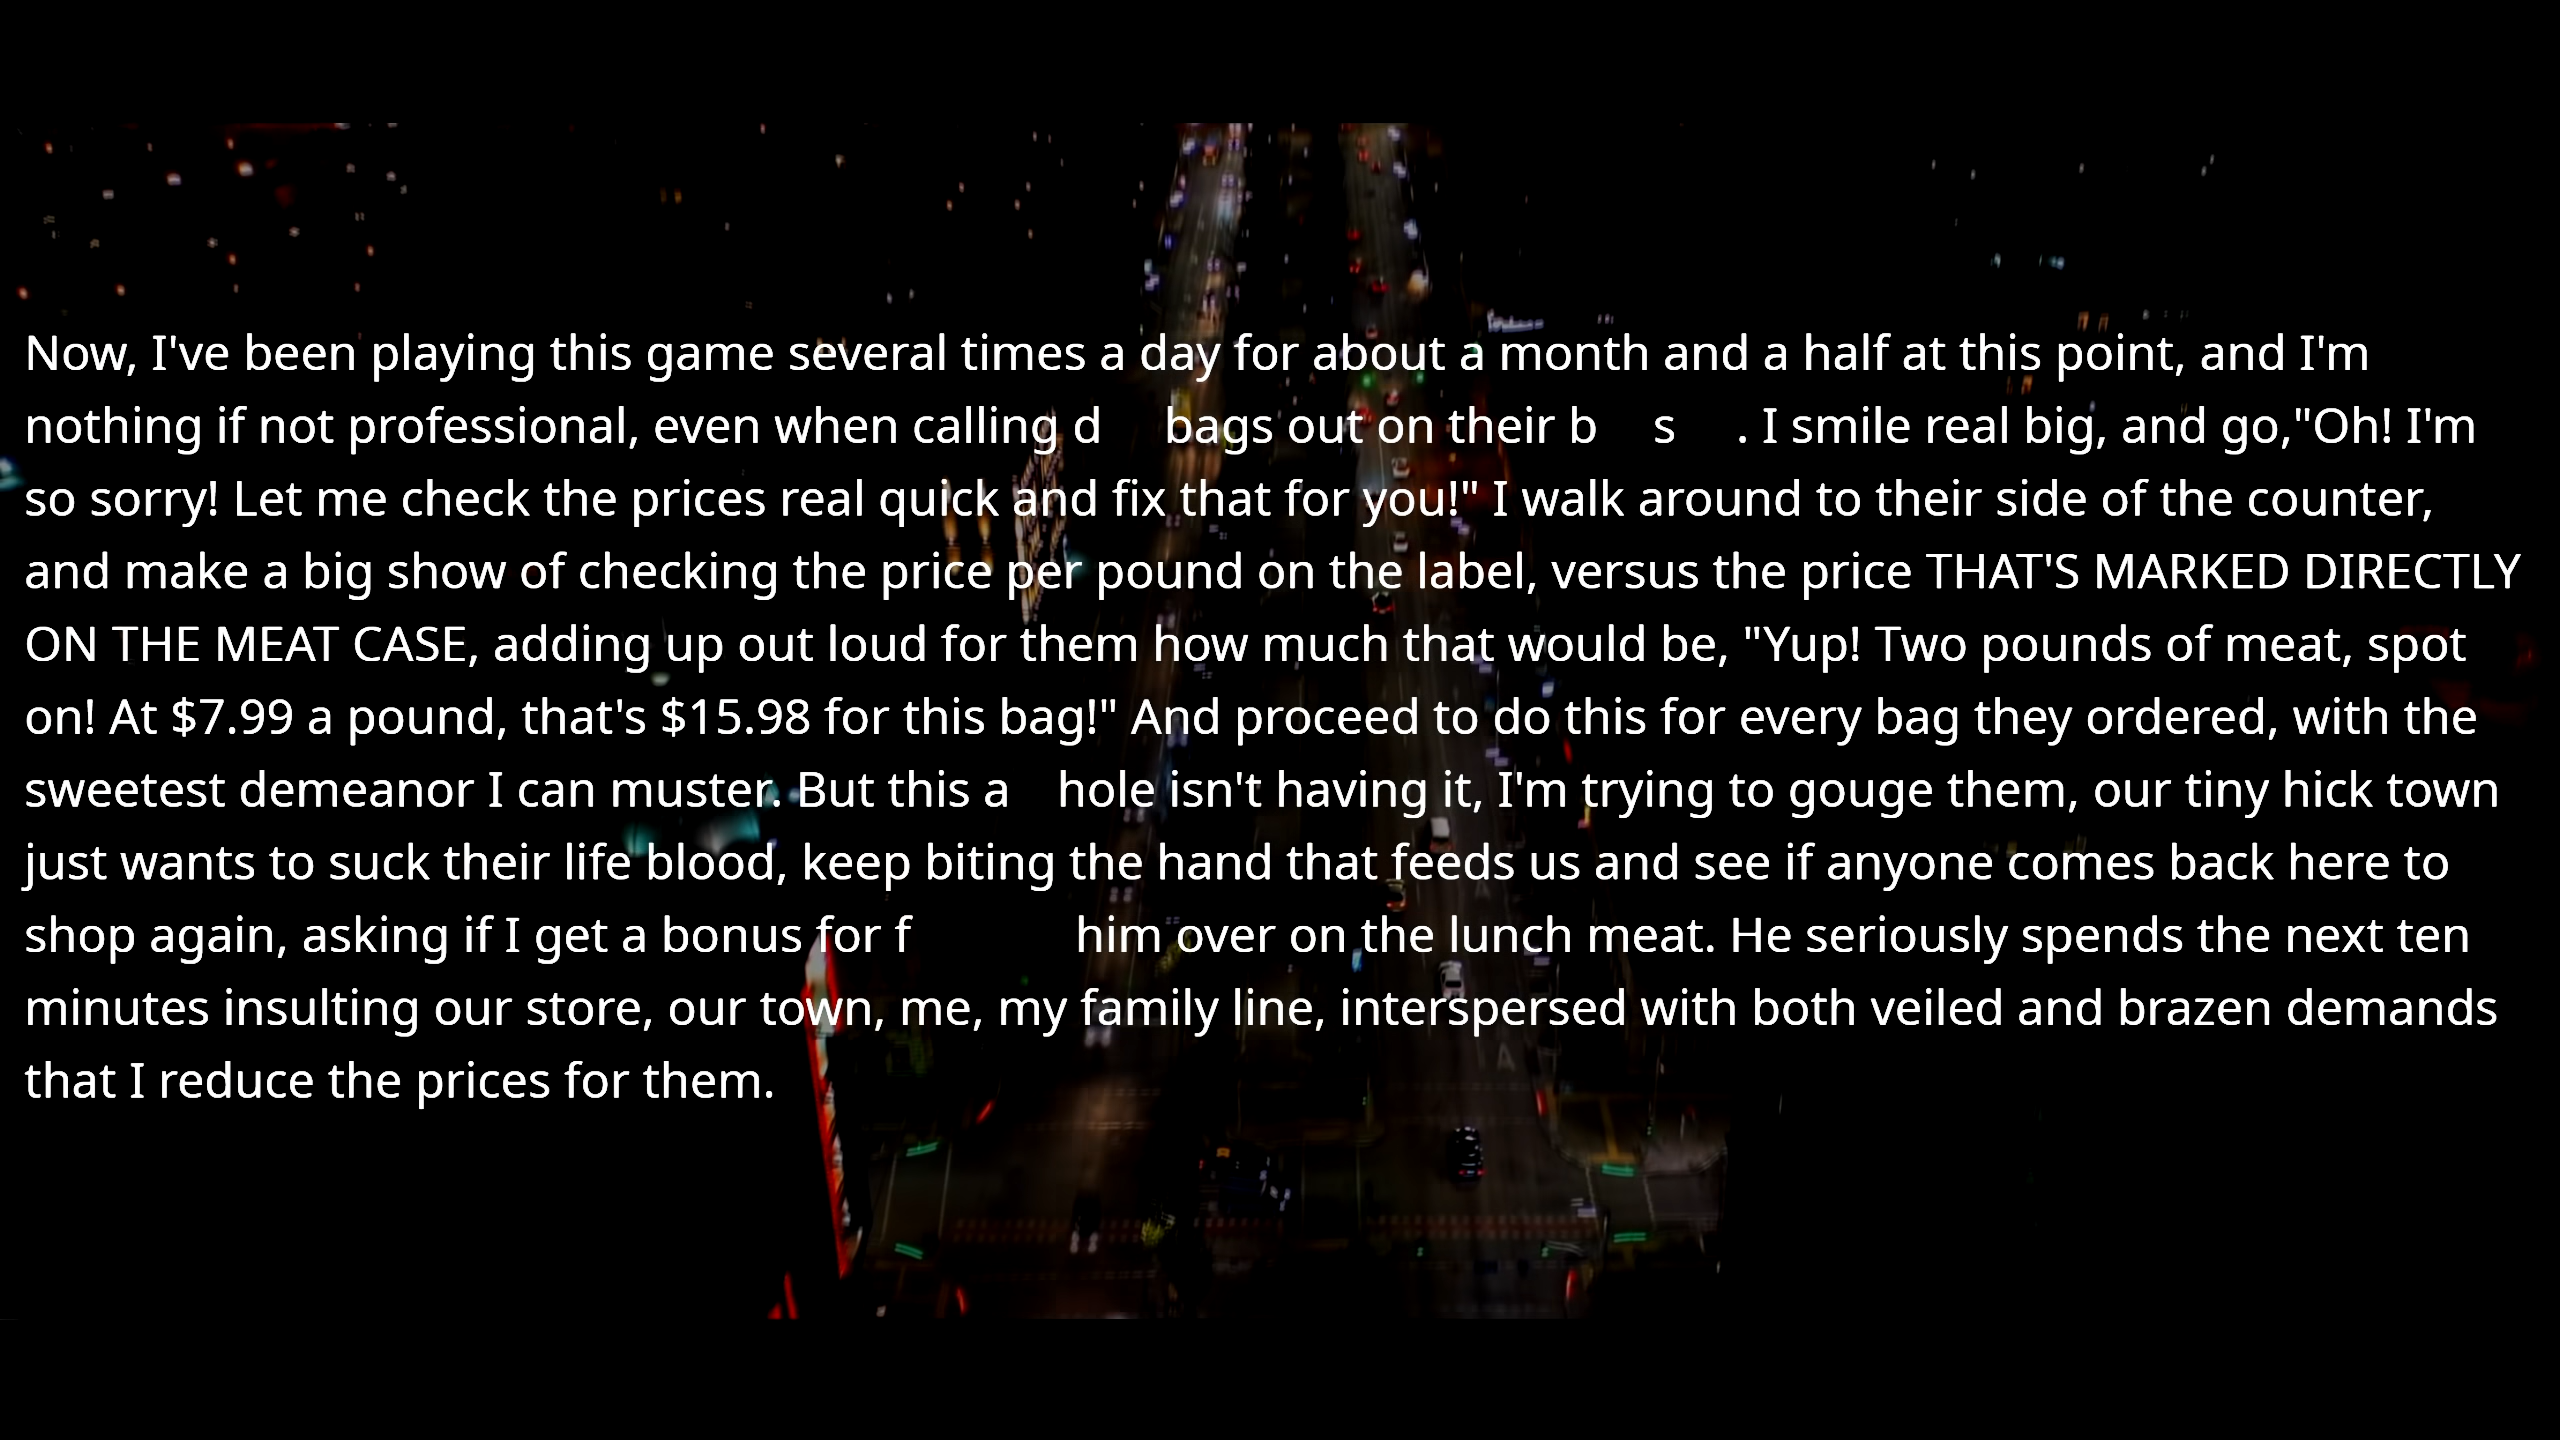 Now, I've been playing this game several times a day for about a month and a half at this point, and I'm
nothing if not professional, even when calling d bags out on their b s . I smile real big, and go,"Oh! I'm
so sorry! Let me check the prices real quick and fix that for you!" I walk around to their side of the counter,
and make a big show of checking the price per pound on the label, versus the price THAT'S MARKED DIRECTLY
ON THE MEAT CASE, adding up out loud for them how much that would be, "Yup! Two pounds of meat, spot
on! At $7.99 a pound, that's $15.98 for this bag!" And proceed to do this for every bag they ordered, with the
sweetest demeanor I can muster. But this a hole isn't having it, I'm trying to gouge them, our tiny hick town
just wants to suck their life blood, keep biting the hand that feeds us and see if anyone comes back here to
shop again, asking if I get a bonus for f him over on the lunch meat. He seriously spends the next ten
minutes insulting our store, our town, me, my family line, interspersed with both veiled and brazen demands
that I reduce the prices for them.